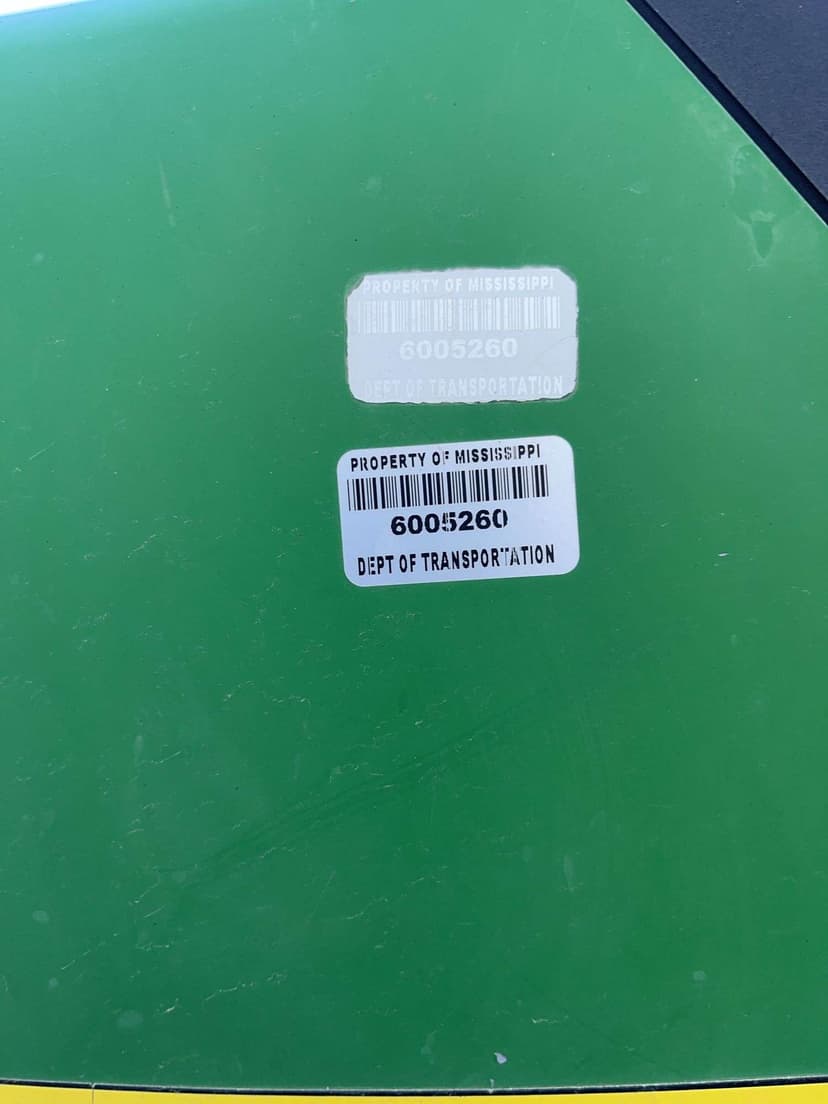 PROPERTY OF MISSISSIPPI
6005260
DEPT OF TRANSPORTATION
PROPERTY OF MISSISSIPPI
6005260
DEPT OF TRANSPORTATION